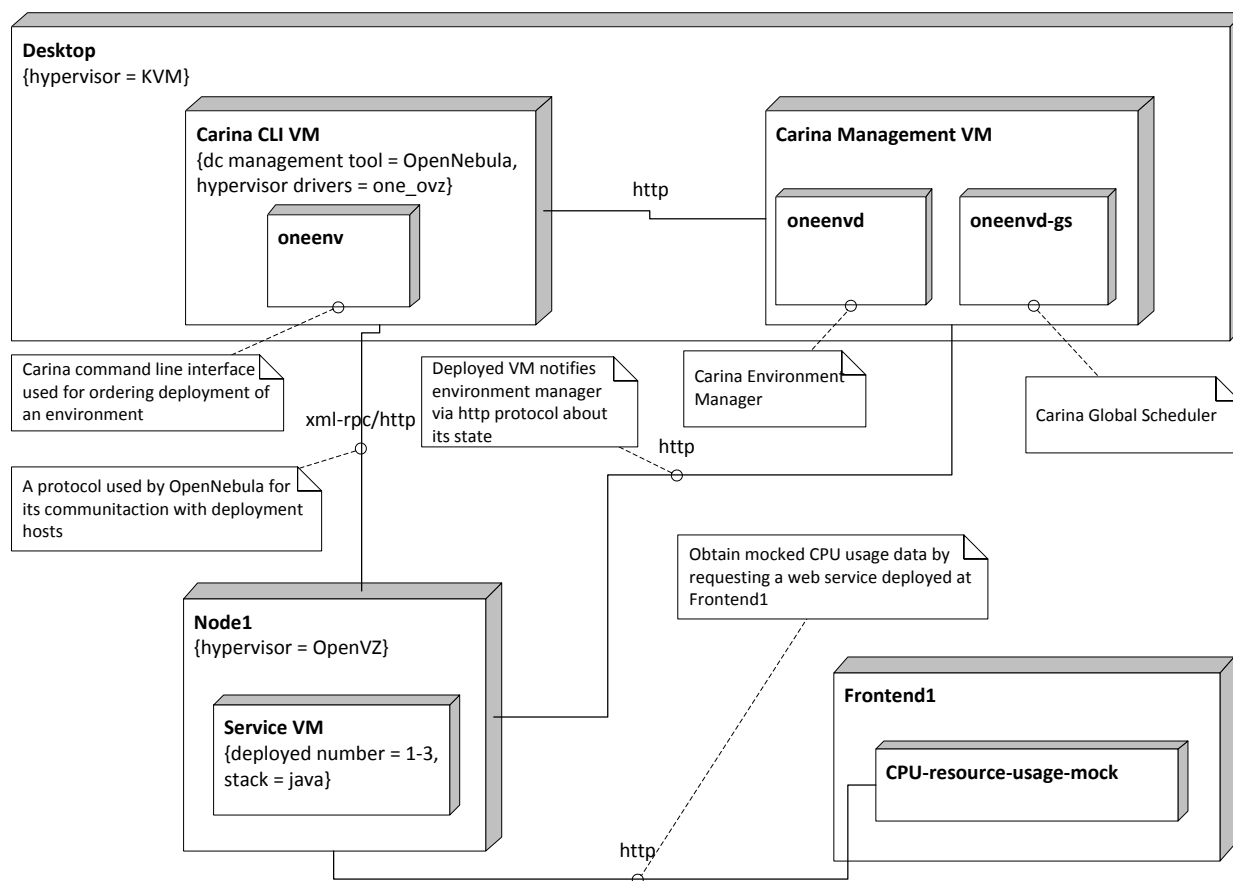 Desktop
{hypervisor = KVM}
Carina CLI VM
{dc management tool = OpenNebula,
hypervisor drivers = one_ovz}
oneenv
http
Carina Management VM
oneenvd
oneenvd-gs
Carina command line interface
used for ordering deployment of
an environment
Deployed VM notifies
environment manager
via http protocol about
its state
Carina Environment
Manager
Carina Global Scheduler
xml-rpc/http
http
A protocol used by OpenNebula for
its communitaction with deployment
hosts
Obtain mocked CPU usage data by
requesting a web service deployed at
Frontend1
Node1
{hypervisor = OpenVZ}
Service VM
{deployed number = 1-3,
stack = java}
Frontend1
CPU-resource-usage-mock
http